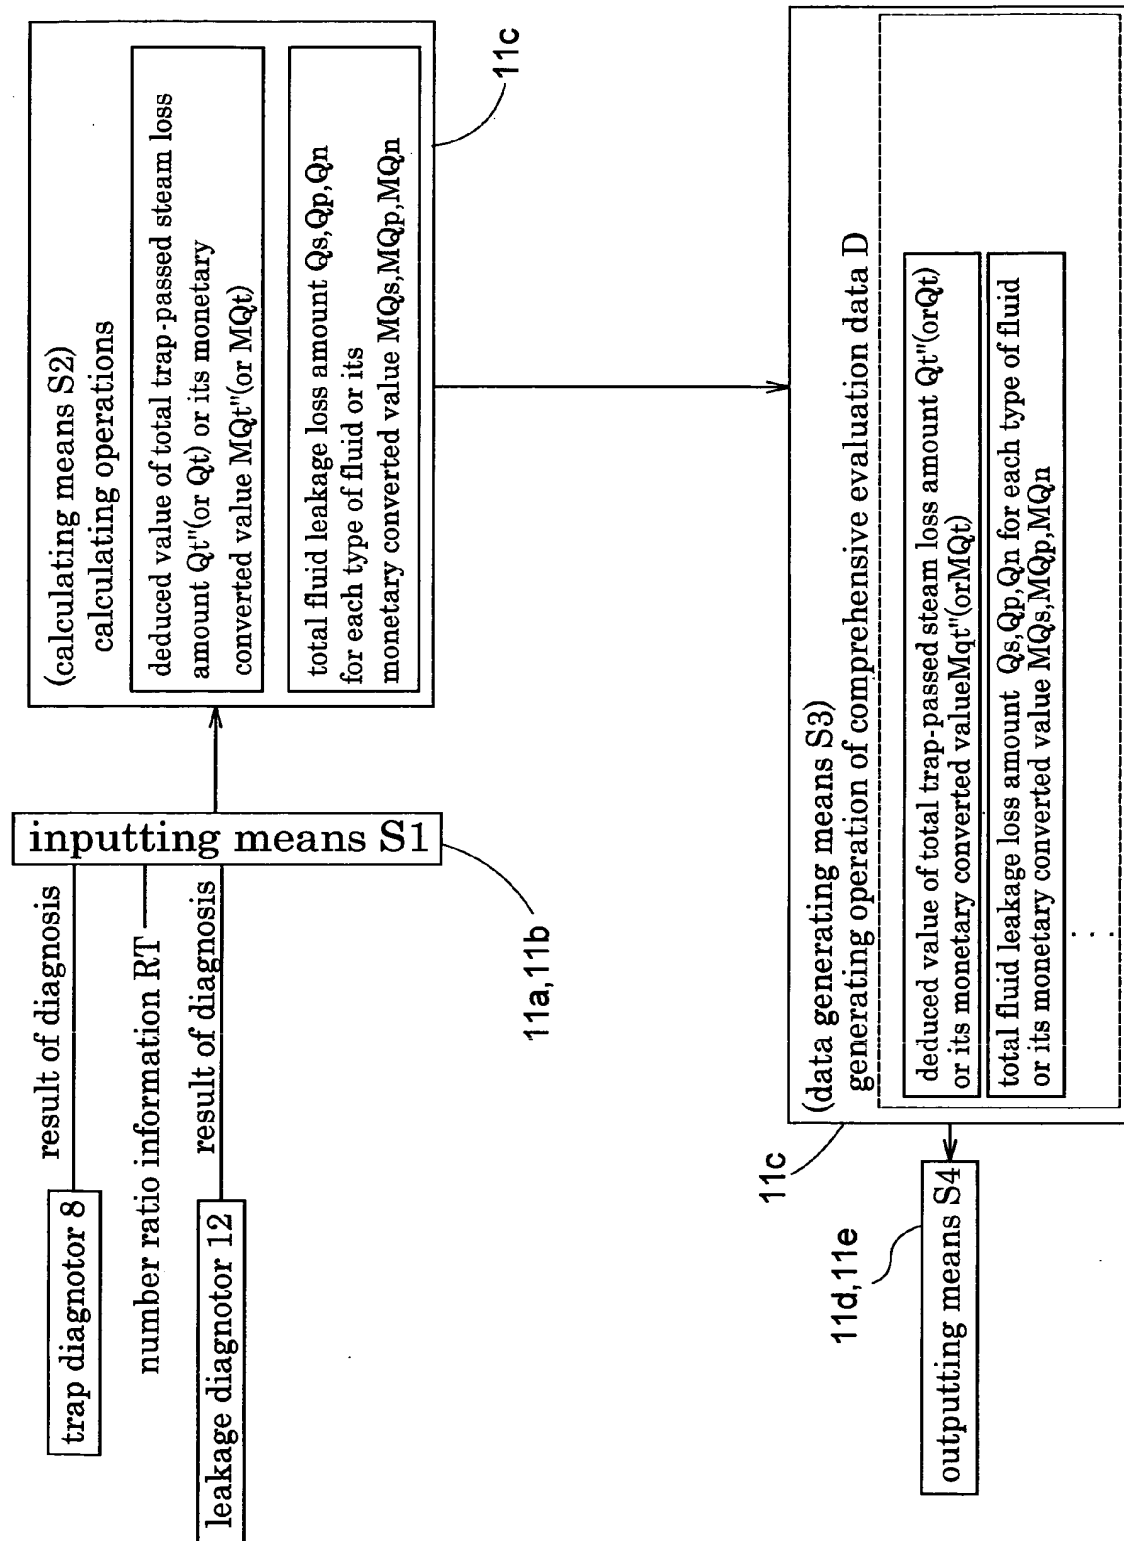 trap diagnotor 8
result of diagnosis
number ratio information RT
leakage diagnotor 12
result of diagnosis
inputting means S1
11a,11b
(calculating means S2)
calculating operations
deduced value of total trap-passed steam loss
amount Qt"(or Qt) or its monetary
converted value MQt"(or MQt)
total fluid leakage loss amount Qs,Qp,Qn
for each type of fluid or its
monetary converted value MQs,MQp,MQn
11c
(data generating means S3)
generating operation of comprehensive evaluation data D
deduced value of total trap-passed steam loss amount Qt"(orQt)
or its monetary converted valueMqt"(orMQt)
total fluid leakage loss amount Qs,Qp,Qn for each type of fluid
or its monetary converted value MQs,MQp,MQn
...
11c
outputting means S4
11d,11e